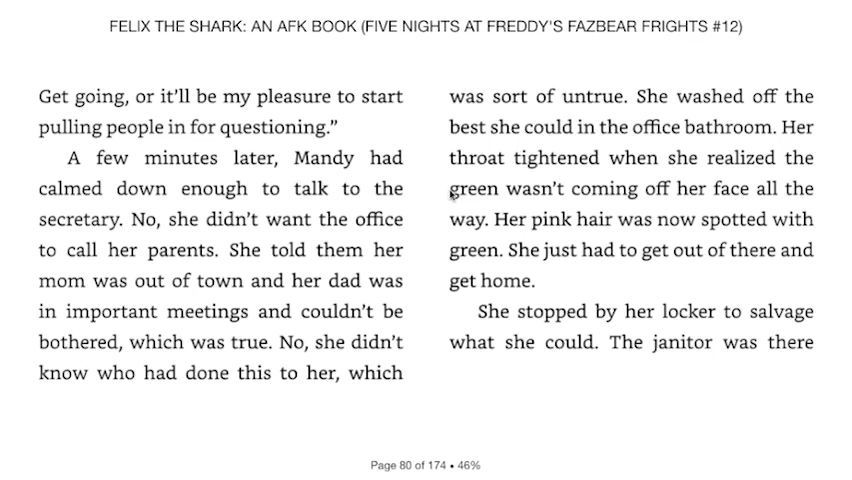 FELIX THE SHARK: AN AFK BOOK (FIVE NIGHTS AT FREDDY'S FAZBEAR FRIGHTS #12)
Get going, or it’ll be my pleasure to start
pulling people in for questioning.”
A few minutes later, Mandy had
calmed down enough to talk to the
secretary. No, she didn’t want the office
to call her parents. She told them her
mom was out of town and her dad was
in important meetings and couldn’t be
bothered, which was true. No, she didn’t
know who had done this to her, which
was sort of untrue. She washed off the
best she could in the office bathroom. Her
throat tightened when she realized the
green wasn’t coming off her face all the
way. Her pink hair was now spotted with
green. She just had to get out of there and
get home.
She stopped by her locker to salvage
what she could. The janitor was there
Page 80 of 174 • 46%